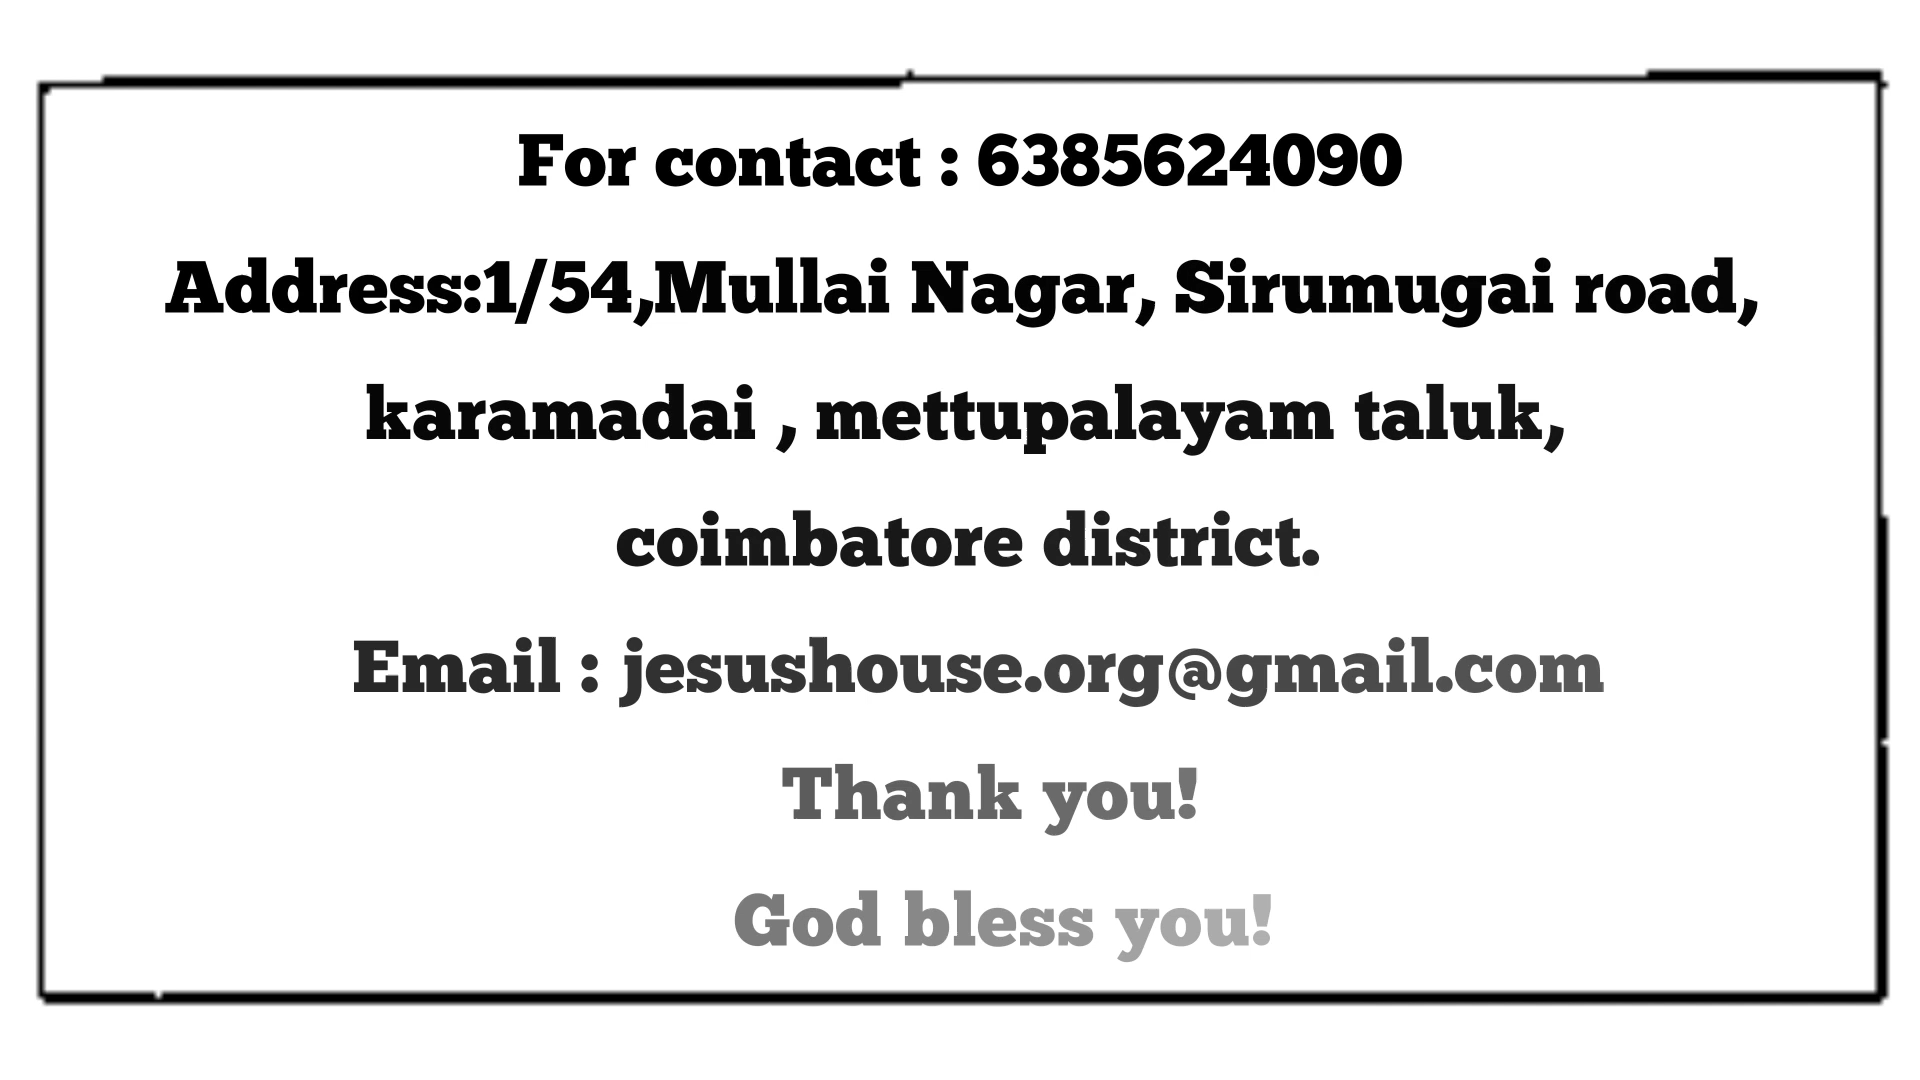 For contact : 6385624090
Address:1/54,Mullai Nagar, Sirumugai road,
karamadai , mettupalayam taluk,
coimbatore district.
Email : jesushouse.org@gmail.com
Thank you!
God bless you!